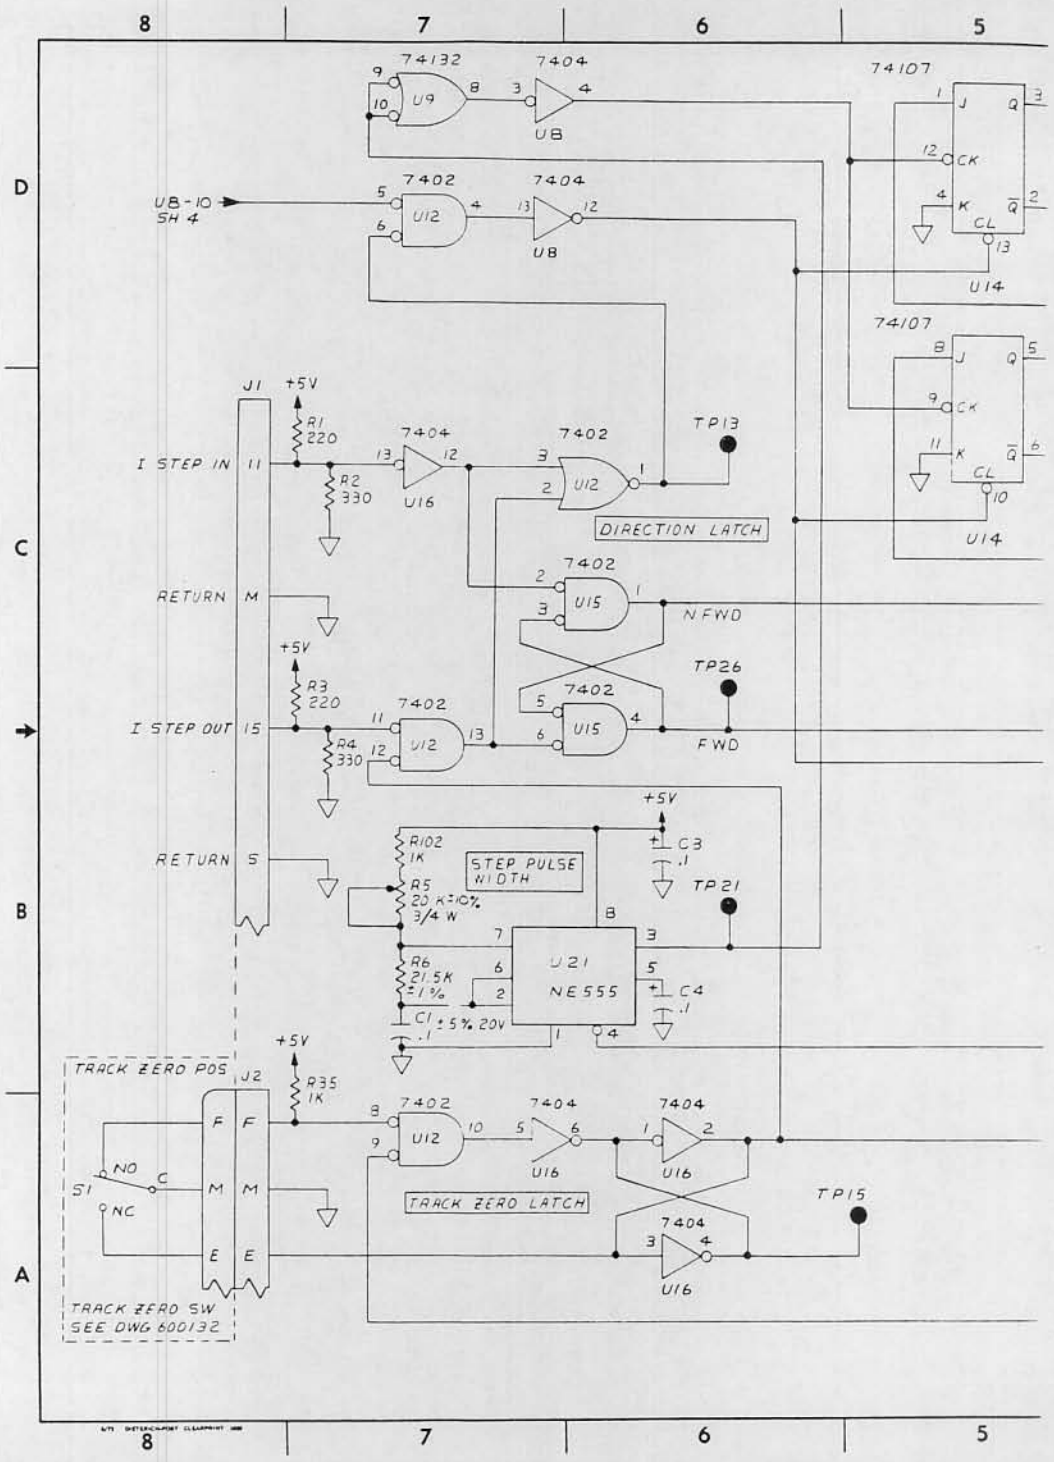 8 7 6 5
74132 7404 74107
9 10 U9 8 3 4 U8
1 J Q 3
12 CK
4 K Q 2
CL 13
U14
D
U8-10
SH 4
7402 7404
5 6 U12 4 13 12 U8
74107
8 J Q 5
9 CK
11 K Q 6
CL 10
U14
J1 +5V
R1
220
I STEP IN 11
R2
330
7404
13 12
U16
7402
3 2 U12 1
TP13
DIRECTION LATCH
C
RETURN M
7402
2 3 U15 1
NFWD
+5V
R3
220
I STEP OUT 15
R4
330
7402
11 12 U12 13
7402
5 6 U15 4
TP26
FWD
RETURN S
R102
1K
R5
20 K±10%
3/4 W
STEP PULSE
WIDTH
+5V
+ C3
.1
TP21
B
8
7 6 2 U21
NE555
3 5 1 4
R6
21.5K
±1%
C1
.1 ±5% 20V
+ C4
.1
+5V
TRACK ZERO POS
J2
R35
1K
7402 7404 7404
F F
8 9 U12 10 5 6 U16 1 2 U16
NO
S1 C
NC
M M
TRACK ZERO LATCH
TP15
7404
3 4
U16
E E
A
TRACK ZERO SW
SEE DWG 600132
8 7 6 5